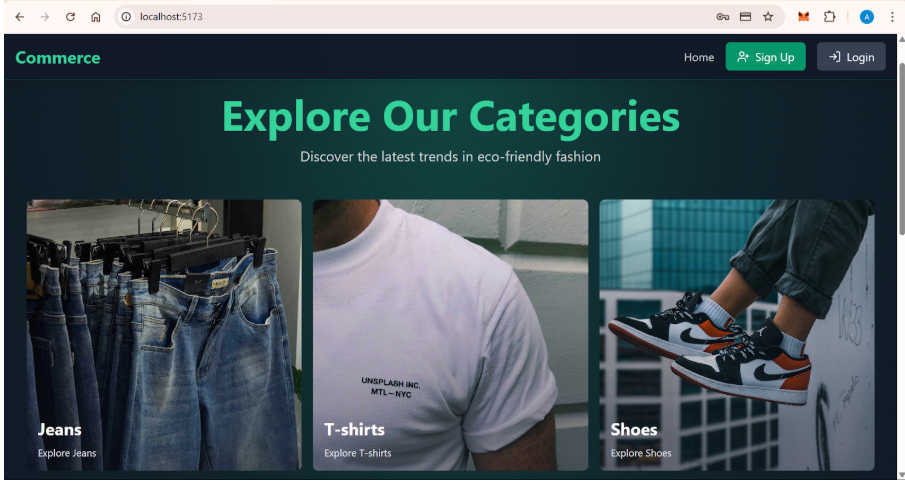 localhost:5173
A
Commerce
Home
Sign Up
Login
Explore Our Categories
Discover the latest trends in eco-friendly fashion
UNSPLASH INC.
MTL–NYC
Jeans
Explore Jeans
T-shirts
Explore T-shirts
Shoes
Explore Shoes